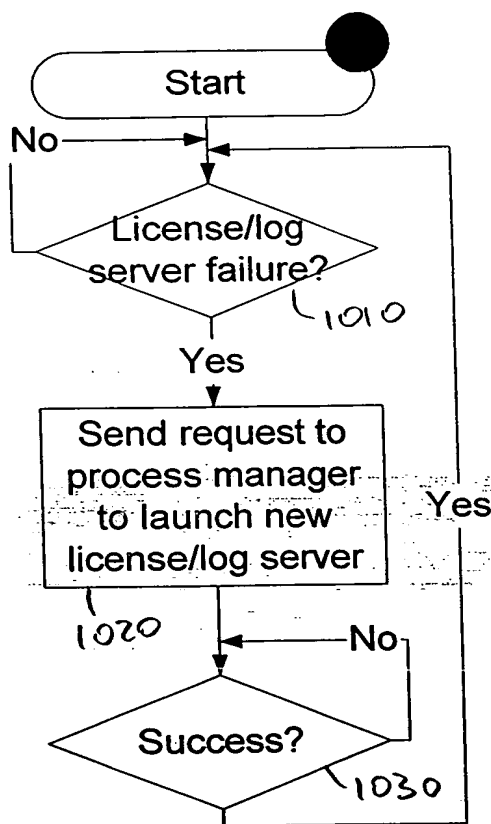 Start
No
License/log
server failure?
1010
Yes
Send request to
process manager
to launch new
license/log server
Yes
1020
No
Success?
1030